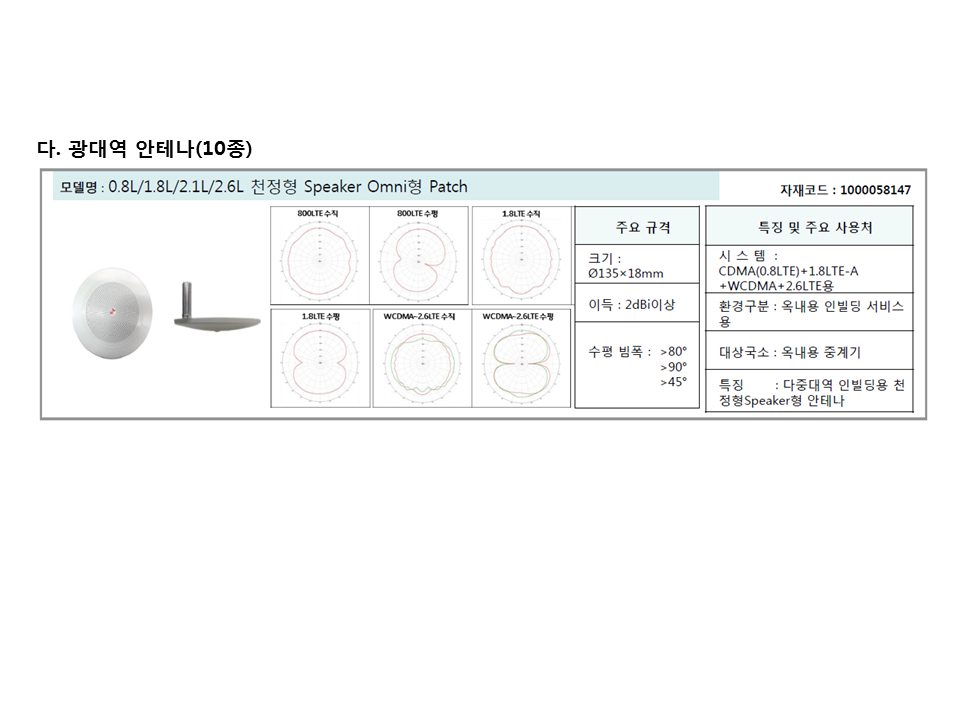 다. 광대역 안테나(10종)
모델명 : 0.8L/1.8L/2.1L/2.6L 천정형 Speaker Omni형 Patch
자재코드 : 1000058147
800LTE 수직
800LTE 수평
1.8LTE 수직
1.8LTE 수평
WCDMA~2.6LTE 수직
WCDMA~2.6LTE 수평
주요 규격
크기 :
Ø135×18mm
이득 : 2dBi이상
수평 빔폭 : >80°
>90°
>45°
특징 및 주요 사용처
시 스 템 :
CDMA(0.8LTE)+1.8LTE-A
+WCDMA+2.6LTE용
환경구분 : 옥내용 인빌딩 서비스
용
대상국소 : 옥내용 중계기
특징 : 다중대역 인빌딩용 천
정형Speaker형 안테나